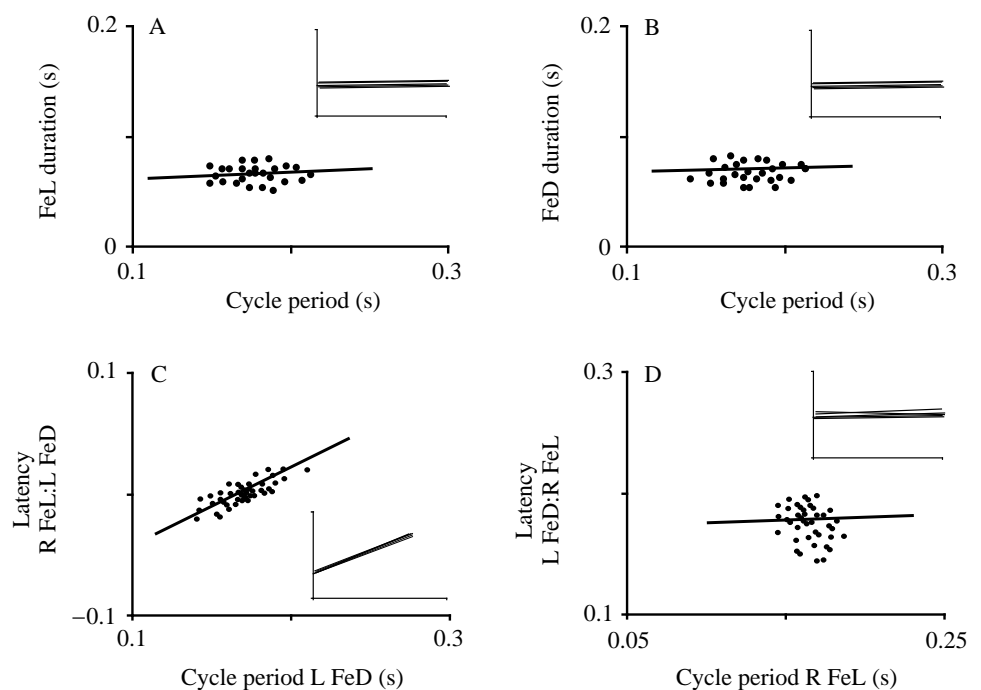 0.2
A
FeL duration (s)
0
0.1
0.3
Cycle period (s)
0.2
B
FeD duration (s)
0
0.1
0.3
Cycle period (s)
0.1
C
Latency
R FeL:L FeD
−0.1
0.1
0.3
Cycle period L FeD (s)
0.3
D
Latency
L FeD:R FeL
0.1
0.05
0.25
Cycle period R FeL (s)